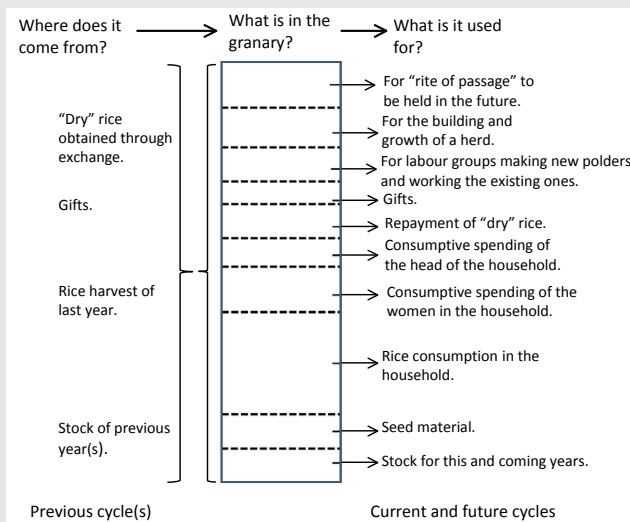 Where does it
come from?
What is in the
granary?
What is it used
for?
“Dry” rice
obtained through
exchange.
Gifts.
Rice harvest of
last year.
Stock of previous
year(s).
For “rite of passage” to
be held in the future.
For the building and
growth of a herd.
For labour groups making new polders
and working the existing ones.
Gifts.
Repayment of “dry” rice.
Consumptive spending of
the head of the household.
Consumptive spending of the
women in the household.
Rice consumption in the
household.
Seed material.
Stock for this and coming years.
Previous cycle(s)
Current and future cycles